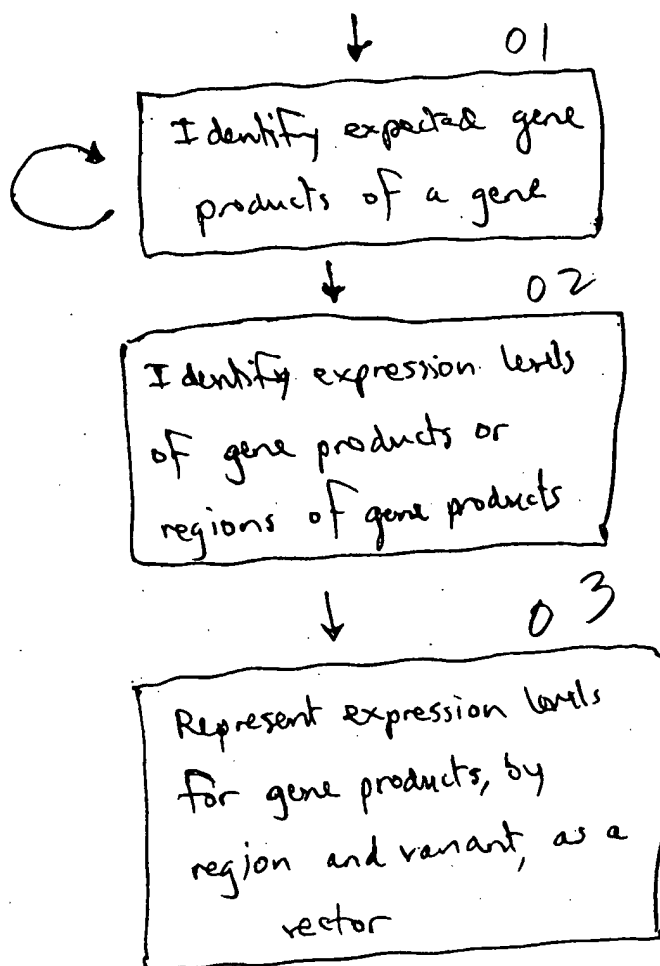 01
Identify expected gene
products of a gene
02
Identify expression levels
of gene products or
regions of gene products
03
Represent expression levels
for gene products, by
region and variant, as a
vector